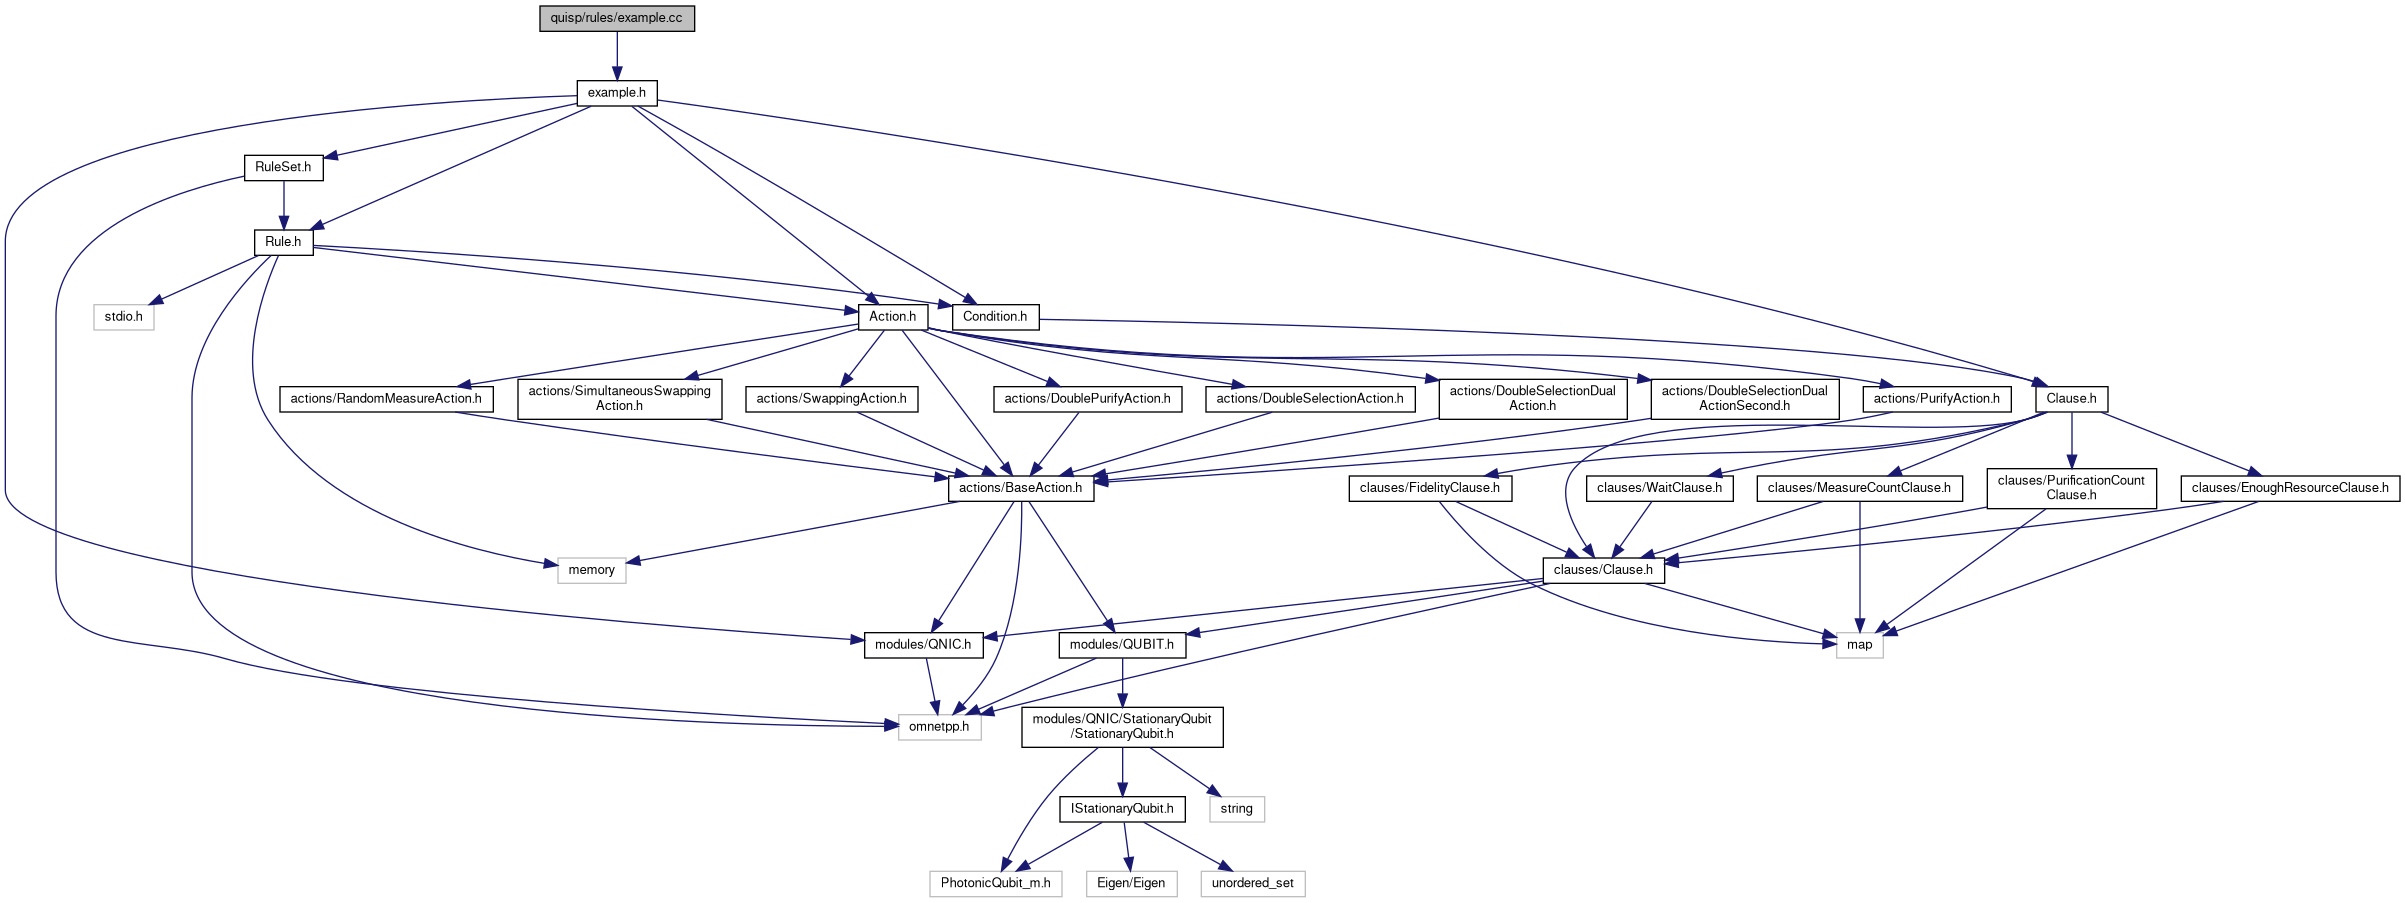 quisp/rules/example.cc
example.h
RuleSet.h
Rule.h
stdio.h
Action.h
Condition.h
actions/RandomMeasureAction.h
actions/SimultaneousSwapping
Action.h
actions/SwappingAction.h
actions/DoublePurifyAction.h
actions/DoubleSelectionAction.h
actions/DoubleSelectionDual
Action.h
actions/DoubleSelectionDual
ActionSecond.h
actions/PurifyAction.h
Clause.h
actions/BaseAction.h
clauses/FidelityClause.h
clauses/WaitClause.h
clauses/MeasureCountClause.h
clauses/PurificationCount
Clause.h
clauses/EnoughResourceClause.h
memory
clauses/Clause.h
modules/QNIC.h
modules/QUBIT.h
map
omnetpp.h
modules/QNIC/StationaryQubit
/StationaryQubit.h
IStationaryQubit.h
string
PhotonicQubit_m.h
Eigen/Eigen
unordered_set